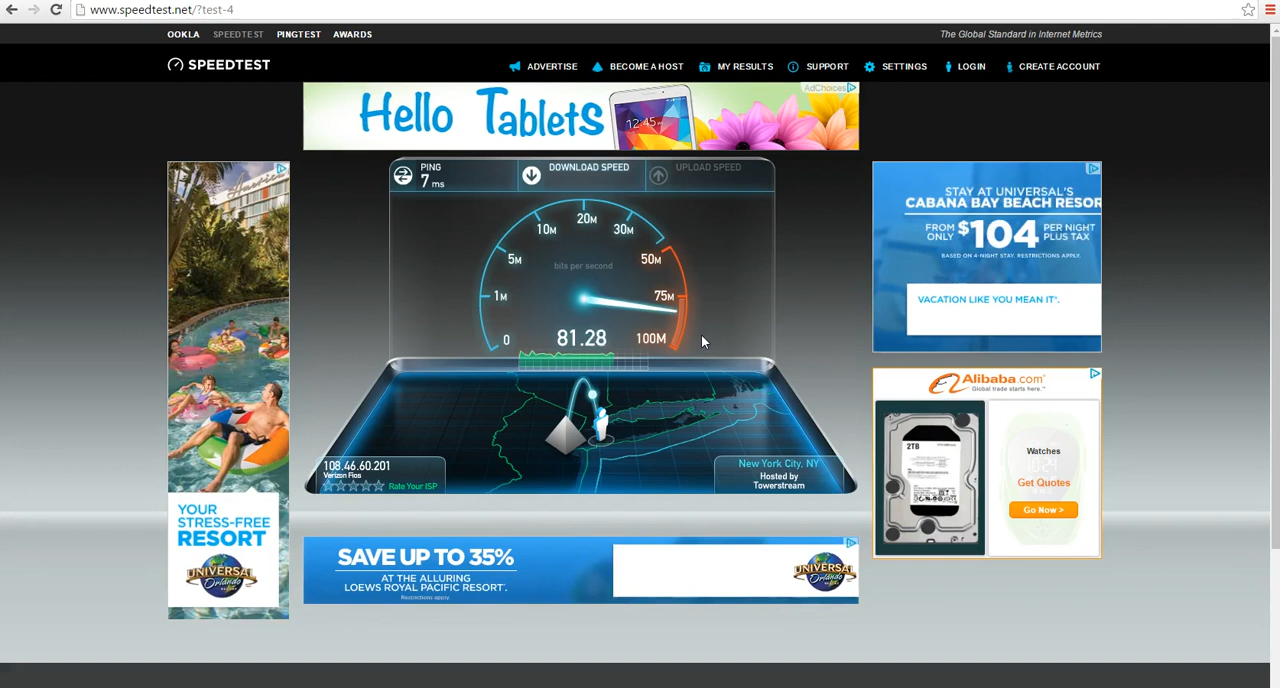 www.speedtest.net/?test-4
OOKLA SPEEDTEST PINGTEST AWARDS
The Global Standard in Internet Metrics
SPEEDTEST
ADVERTISE BECOME A HOST MY RESULTS SUPPORT SETTINGS LOGIN CREATE ACCOUNT
AdChoices
Hello Tablets
12:45
PING
7 ms
DOWNLOAD SPEED
UPLOAD SPEED
20M
10M 30M
5M 50M
bits per second
1M 75M
0 81.28 100M
108.46.60.201
Verizon Fios
Rate Your ISP
New York City, NY
Hosted by
Towerstream
YOUR
STRESS-FREE
RESORT
UNIVERSAL
Orlando
SAVE UP TO 35%
AT THE ALLURING
LOEWS ROYAL PACIFIC RESORT.
Restrictions apply.
UNIVERSAL
Orlando
STAY AT UNIVERSAL'S
CABANA BAY BEACH RESOR
FROM
ONLY $104 PER NIGHT
PLUS TAX
BASED ON 4-NIGHT STAY. RESTRICTIONS APPLY.
VACATION LIKE YOU MEAN IT®.
Alibaba.com®
Global trade starts here.™
2TB
Watches
Get Quotes
Go Now >